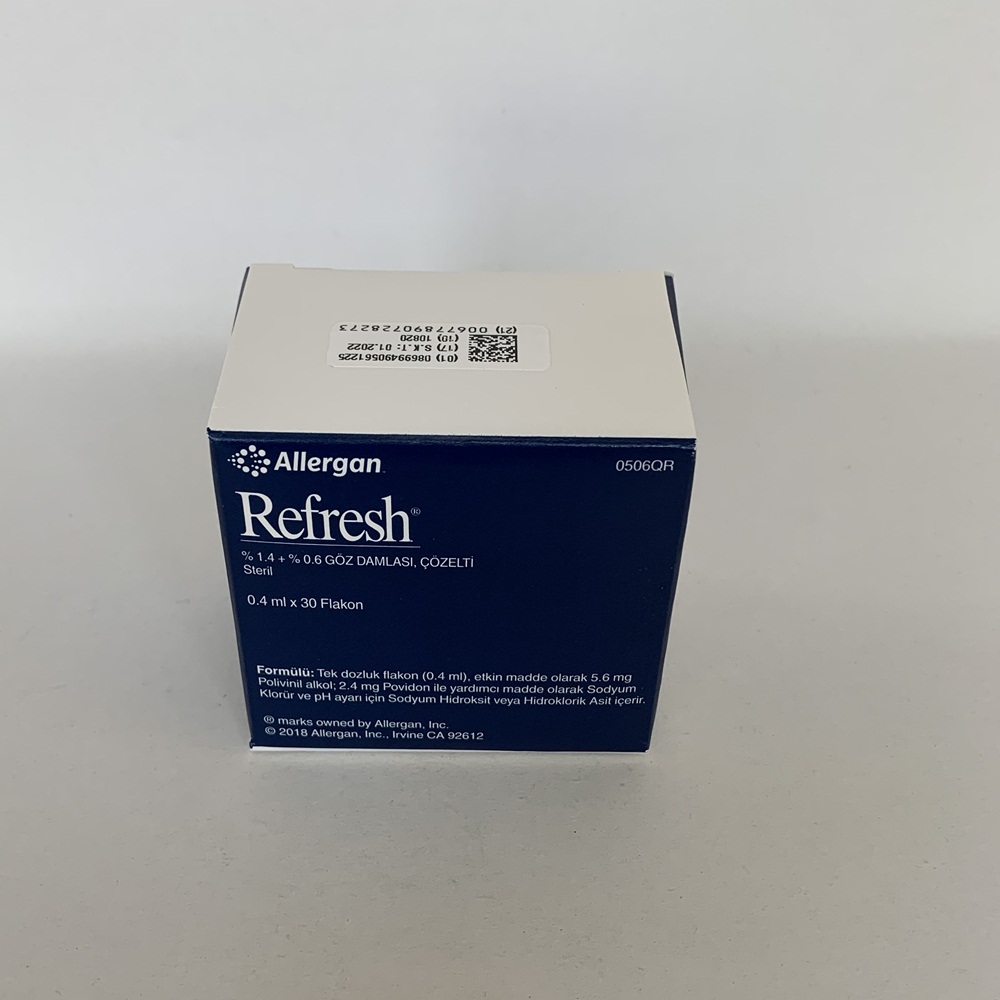 (01) 08699490561225
(17) S.K.T: 01.2022
(10) 10820
(21) 00677890728273
Allergan
0506QR
Refresh®
% 1.4 + % 0.6 GÖZ DAMLASI, ÇÖZELTİ
Steril
0.4 ml x 30 Flakon
Formülü: Tek dozluk flakon (0.4 ml), etkin madde olarak 5.6 mg
Polivinil alkol; 2.4 mg Povidon ile yardımcı madde olarak Sodyum
Klorür ve pH ayarı için Sodyum Hidroksit veya Hidroklorik Asit içerir.
® marks owned by Allergan, Inc.
© 2018 Allergan, Inc., Irvine CA 92612